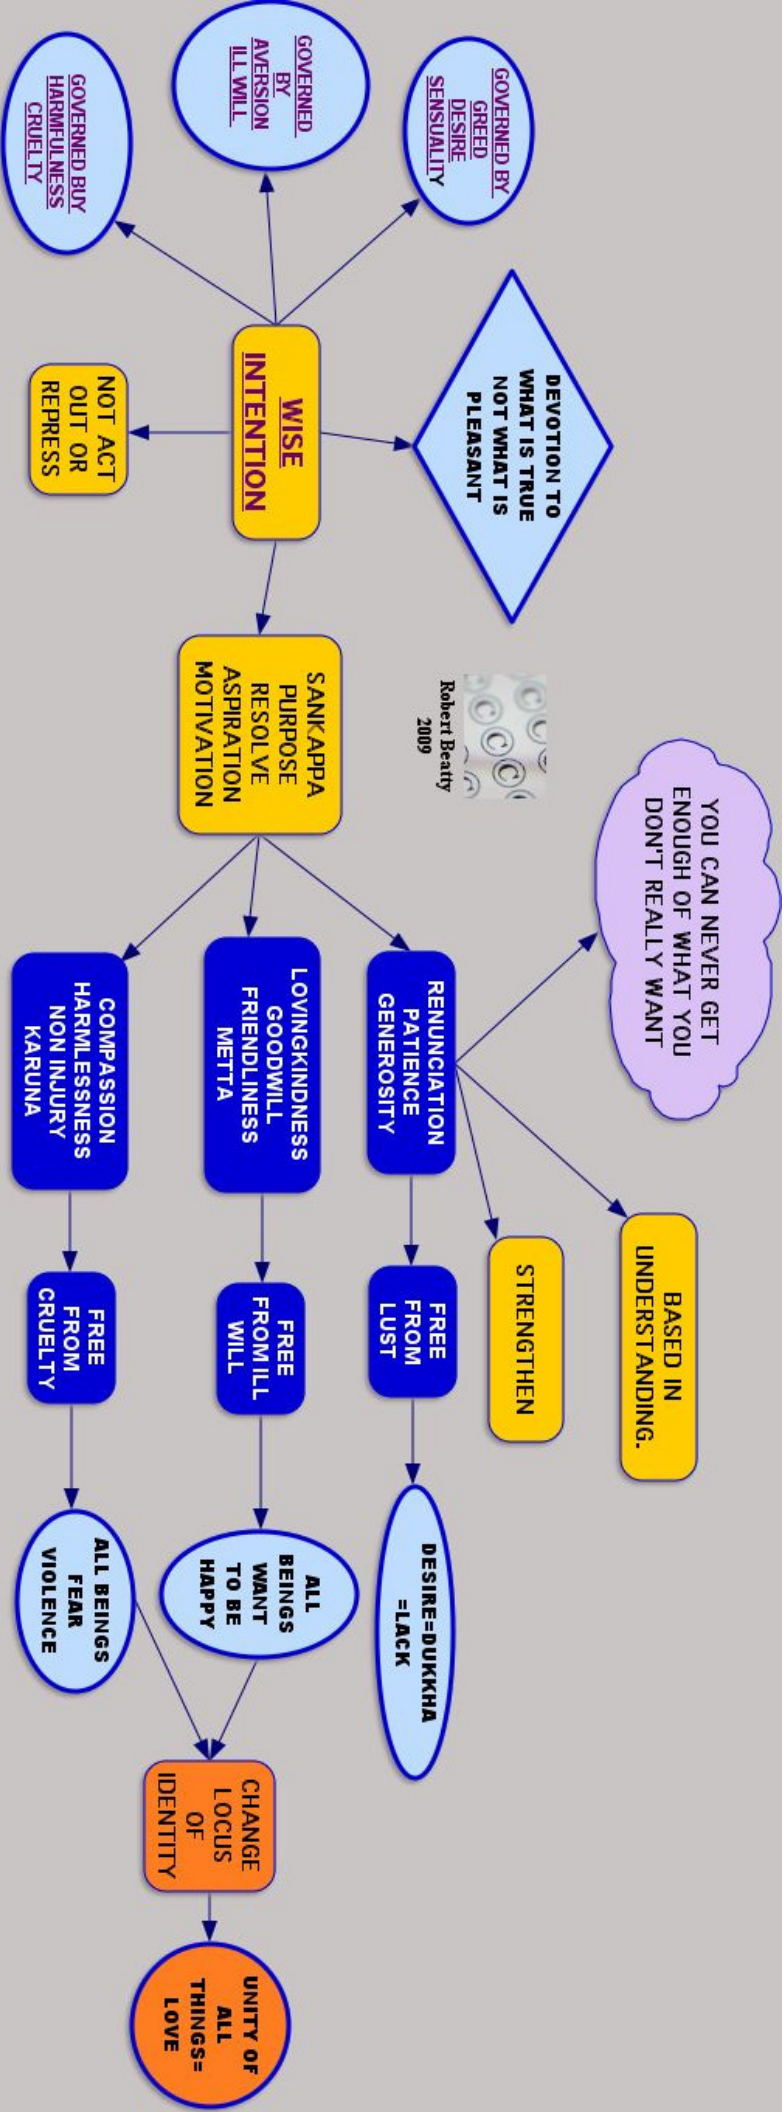 GOVERNED BY
GREED
DESIRE
SENSUALITY
GOVERNED
BY
AVERSION
ILL WILL
GOVERNED BUY
HARMFULNESS
CRUELTY
DEVOTION TO
WHAT IS TRUE
NOT WHAT IS
PLEASANT
WISE
INTENTION
NOT ACT
OUT OR
REPRESS
Robert Beatty
2009
SANKAPPA
PURPOSE
RESOLVE
ASPIRATION
MOTIVATION
YOU CAN NEVER GET
ENOUGH OF WHAT YOU
DON'T REALLY WANT
RENUNCIATION
PATIENCE
GENEROSITY
LOVINGKINDNESS
GOODWILL
FRIENDLINESS
METTA
COMPASSION
HARMLESSNESS
NON INJURY
KARUNA
BASED IN
UNDERSTANDING.
STRENGTHEN
FREE
FROM
LUST
FREE
FROM ILL
WILL
FREE
FROM
CRUELTY
DESIRE=DUKKHA
=LACK
ALL
BEINGS
WANT
TO BE
HAPPY
ALL BEINGS
FEAR
VIOLENCE
CHANGE
LOCUS
OF
IDENTITY
UNITY OF
ALL
THINGS=
LOVE